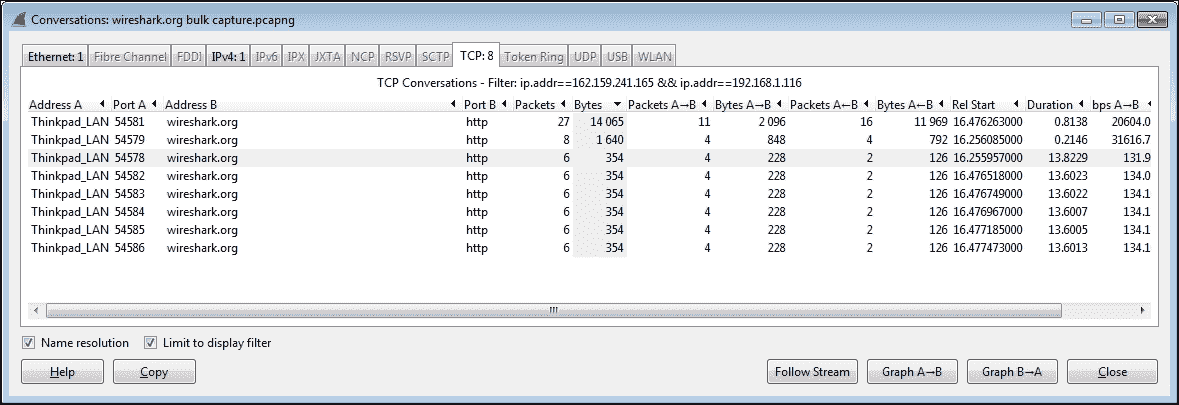 Conversations: wireshark.org bulk capture.pcapng
Ethernet: 1 Fibre Channel FDDI IPv4: 1 IPv6 IPX JXTA NCP RSVP SCTP TCP: 8 Token Ring UDP USB WLAN
TCP Conversations - Filter: ip.addr==162.159.241.165 && ip.addr==192.168.1.116
Address A Port A Address B Port B Packets Bytes Packets A→B Bytes A→B Packets A←B Bytes A←B Rel Start Duration bps A→B
Thinkpad_LAN 54581 wireshark.org http 27 14 065 11 2 096 16 11 969 16.476263000 0.8138 20604.0
Thinkpad_LAN 54579 wireshark.org http 8 1 640 4 848 4 792 16.256085000 0.2146 31616.7
Thinkpad_LAN 54578 wireshark.org http 6 354 4 228 2 126 16.255957000 13.8229 131.9
Thinkpad_LAN 54582 wireshark.org http 6 354 4 228 2 126 16.476518000 13.6023 134.0
Thinkpad_LAN 54583 wireshark.org http 6 354 4 228 2 126 16.476749000 13.6022 134.1
Thinkpad_LAN 54584 wireshark.org http 6 354 4 228 2 126 16.476967000 13.6007 134.1
Thinkpad_LAN 54585 wireshark.org http 6 354 4 228 2 126 16.477185000 13.6005 134.1
Thinkpad_LAN 54586 wireshark.org http 6 354 4 228 2 126 16.477473000 13.6013 134.1
Name resolution Limit to display filter
Help Copy Follow Stream Graph A→B Graph B→A Close